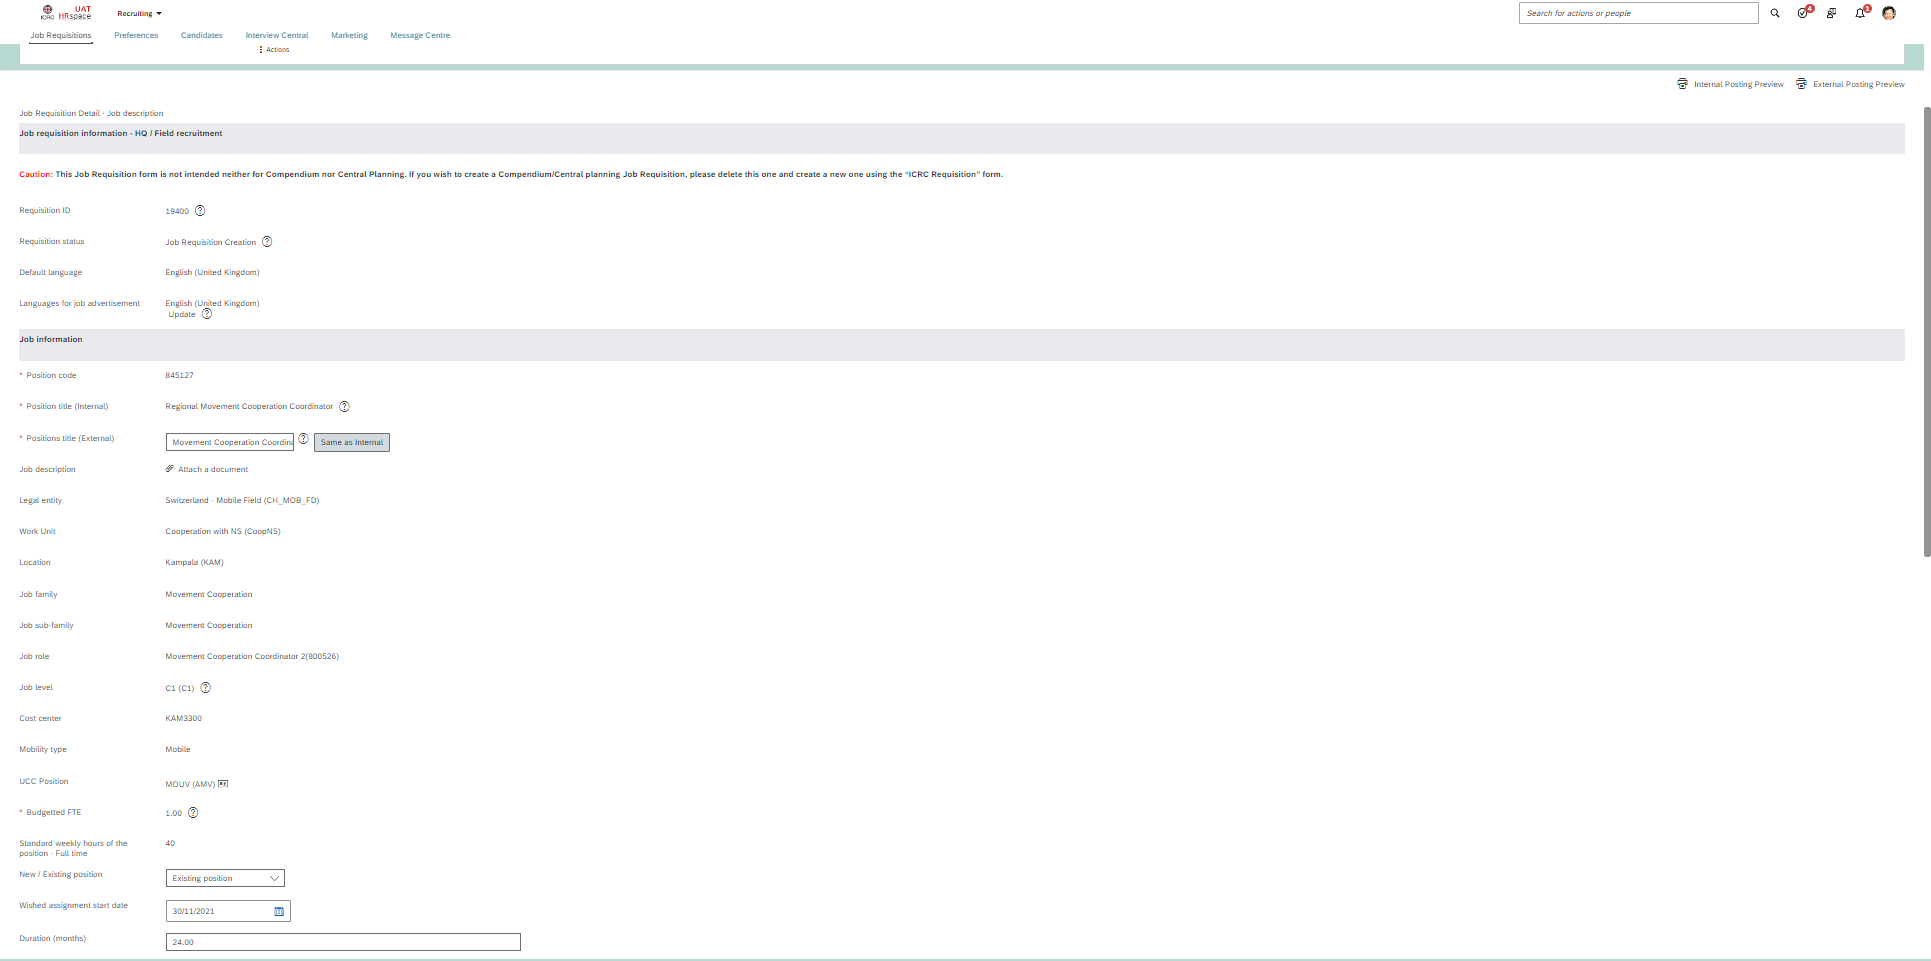 ICRC UAT HRspace Recruiting Search for actions or people 4 1
Job Requisitions Preferences Candidates Interview Central Marketing Message Centre
Actions
Internal Posting Preview External Posting Preview
Job Requisition Detail - Job description
Job requisition information - HQ / Field recruitment
Caution: This Job Requisition form is not intended neither for Compendium nor Central Planning. If you wish to create a Compendium/Central planning Job Requisition, please delete this one and create a new one using the “ICRC Requisition” form.
Requisition ID 19400 ?
Requisition status Job Requisition Creation ?
Default language English (United Kingdom)
Languages for job advertisement English (United Kingdom)
Update ?
Job information
* Position code 845127
* Position title (Internal) Regional Movement Cooperation Coordinator ?
* Positions title (External) Movement Cooperation Coordina ? Same as Internal
Job description Attach a document
Legal entity Switzerland - Mobile Field (CH_MOB_FD)
Work Unit Cooperation with NS (CoopNS)
Location Kampala (KAM)
Job family Movement Cooperation
Job sub-family Movement Cooperation
Job role Movement Cooperation Coordinator 2(800526)
Job level C1 (C1) ?
Cost center KAM3300
Mobility type Mobile
UCC Position MOUV (AMV)
* Budgetted FTE 1.00 ?
Standard weekly hours of the 40
position - Full time
New / Existing position Existing position
Wished assignment start date 30/11/2021
Duration (months) 24.00